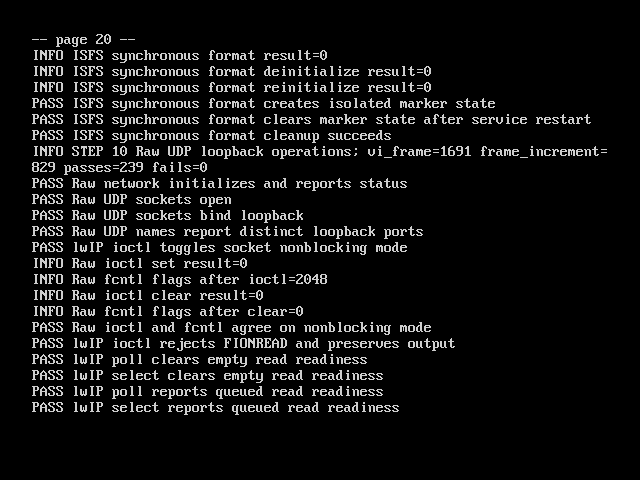 -- page 20 --
INFO ISFS synchronous format result=0
INFO ISFS synchronous format deinitialize result=0
INFO ISFS synchronous format reinitialize result=0
PASS ISFS synchronous format creates isolated marker state
PASS ISFS synchronous format clears marker state after service restart
PASS ISFS synchronous format cleanup succeeds
INFO STEP 10 Raw UDP loopback operations; vi_frame=1691 frame_increment=
829 passes=239 fails=0
PASS Raw network initializes and reports status
PASS Raw UDP sockets open
PASS Raw UDP sockets bind loopback
PASS Raw UDP names report distinct loopback ports
PASS lwIP ioctl toggles socket nonblocking mode
INFO Raw ioctl set result=0
INFO Raw fcntl flags after ioctl=2048
INFO Raw ioctl clear result=0
INFO Raw fcntl flags after clear=0
PASS Raw ioctl and fcntl agree on nonblocking mode
PASS lwIP ioctl rejects FIONREAD and preserves output
PASS lwIP poll clears empty read readiness
PASS lwIP select clears empty read readiness
PASS lwIP poll reports queued read readiness
PASS lwIP select reports queued read readiness